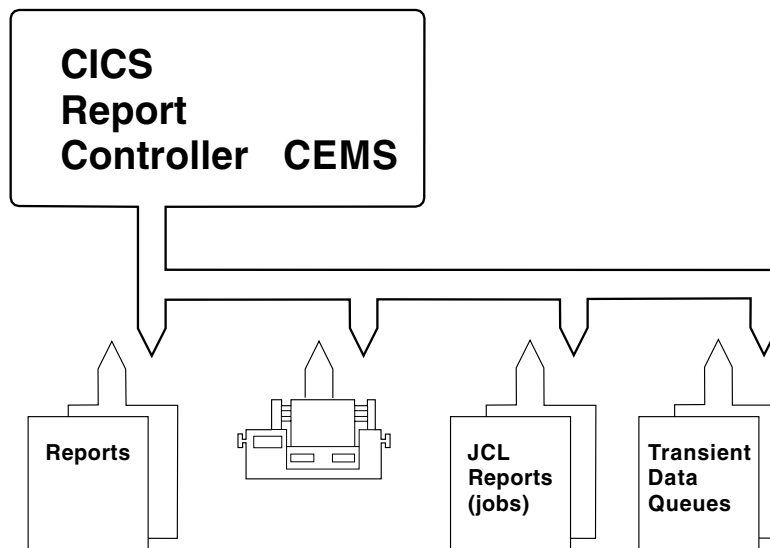 CICS
Report
Controller CEMS
Reports
JCL
Reports
(jobs)
Transient
Data
Queues